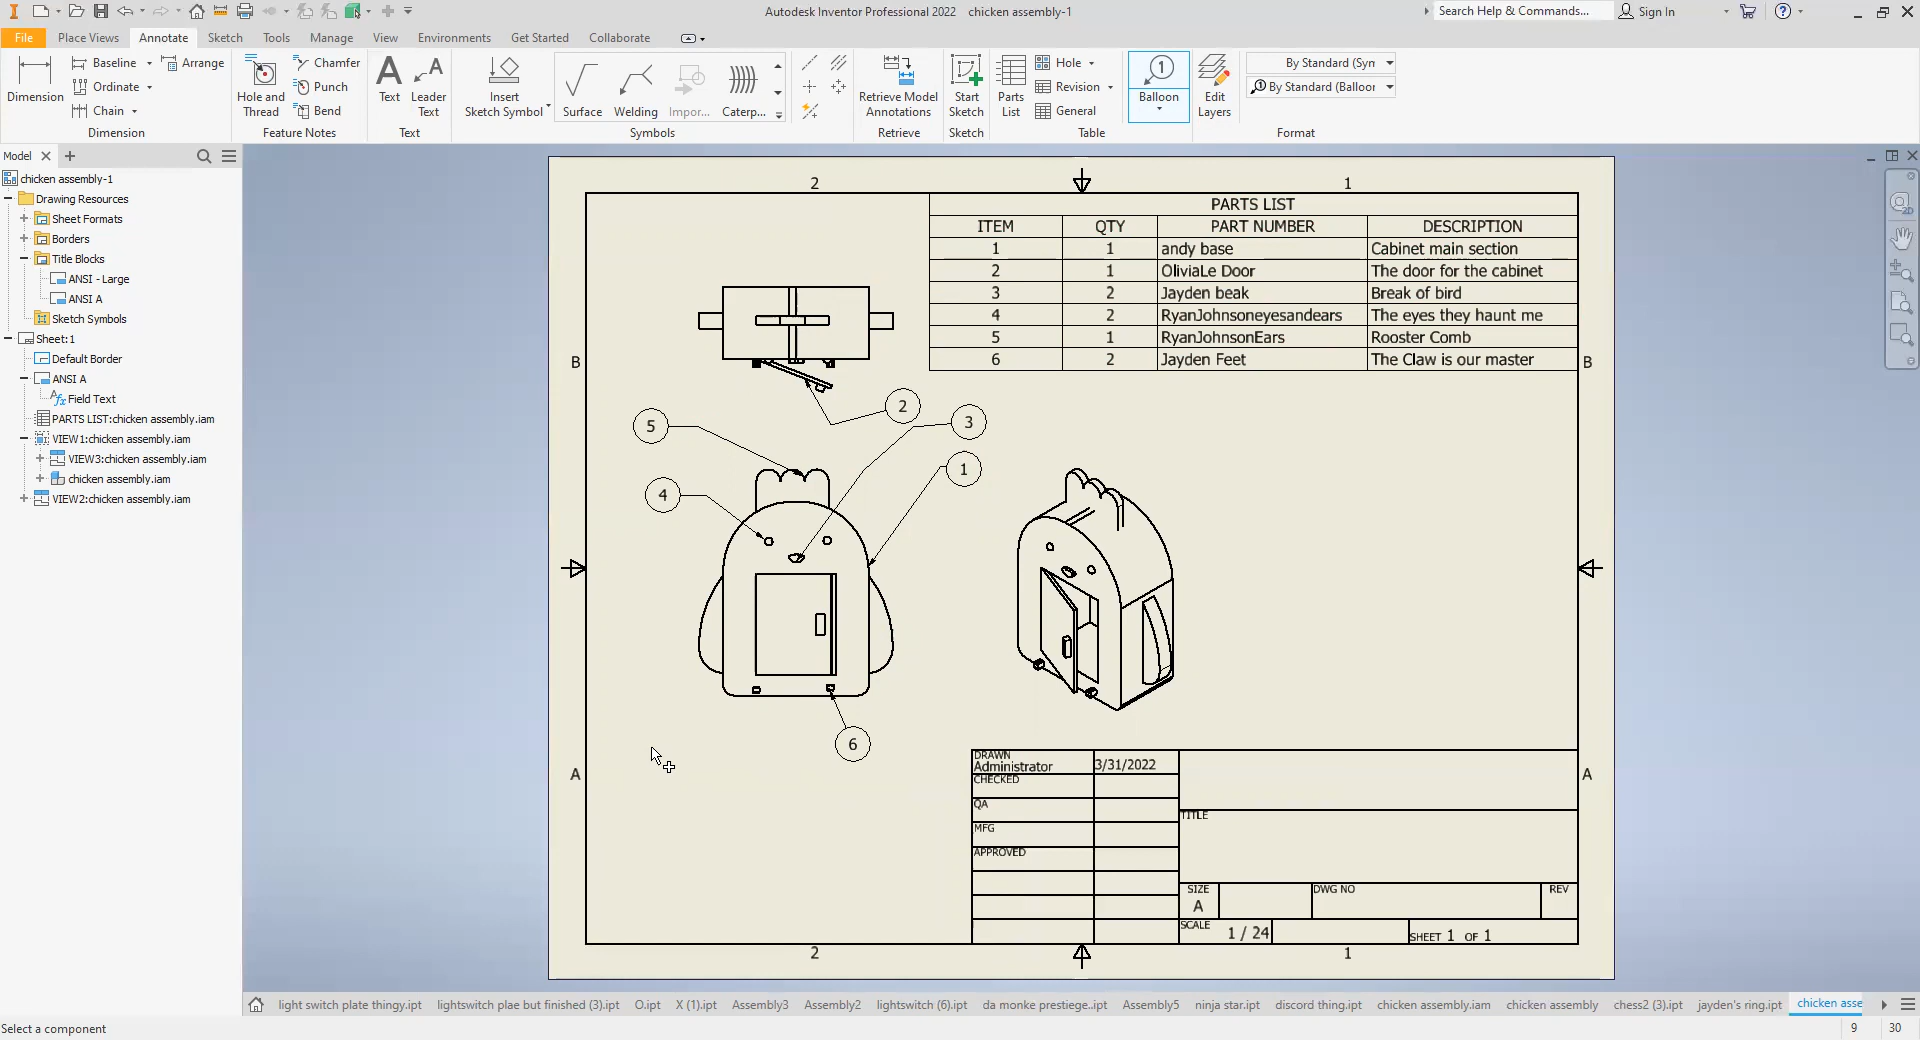 Autodesk Inventor Professional 2022 chicken assembly-1
Search Help & Commands...
Sign In
File
Place Views
Annotate
Sketch
Tools
Manage
View
Environments
Get Started
Collaborate
Dimension
Baseline
Ordinate
Chain
Arrange
Dimension
Hole and
Thread
Chamfer
Punch
Bend
Feature Notes
Text
Leader
Text
Text
Insert
Sketch Symbol
Surface
Welding
Impor...
Caterp...
Symbols
Retrieve Model
Annotations
Retrieve
Start
Sketch
Sketch
Parts
List
Hole
Revision
General
Table
1
Balloon
Edit
Layers
By Standard (Syn
By Standard (Balloor
Format
Model
chicken assembly-1
Drawing Resources
Sheet Formats
Borders
Title Blocks
ANSI - Large
ANSI A
Sketch Symbols
Sheet:1
Default Border
ANSI A
Field Text
PARTS LIST:chicken assembly.iam
VIEW1:chicken assembly.iam
VIEW3:chicken assembly.iam
chicken assembly.iam
VIEW2:chicken assembly.iam
2 1
PARTS LIST
ITEM QTY PART NUMBER DESCRIPTION
1 1 andy base Cabinet main section
2 1 OliviaLe Door The door for the cabinet
3 2 Jayden beak Break of bird
4 2 RyanJohnsoneyesandears The eyes they haunt me
5 1 RyanJohnsonEars Rooster Comb
6 2 Jayden Feet The Claw is our master
B B
2
3
5
1
4
6
A A
DRAWN
Administrator 3/31/2022
CHECKED
QA
MFG
APPROVED
TITLE
SIZE
A
DWG NO
REV
SCALE
1 / 24
SHEET 1 OF 1
2 1
2D
light switch plate thingy.ipt
lightswitch plae but finished (3).ipt
O.ipt
X (1).ipt
Assembly3
Assembly2
lightswitch (6).ipt
da monke prestiege..ipt
Assembly5
ninja star.ipt
discord thing.ipt
chicken assembly.iam
chicken assembly
chess2 (3).ipt
jayden's ring.ipt
chicken asse
Select a component
9 30